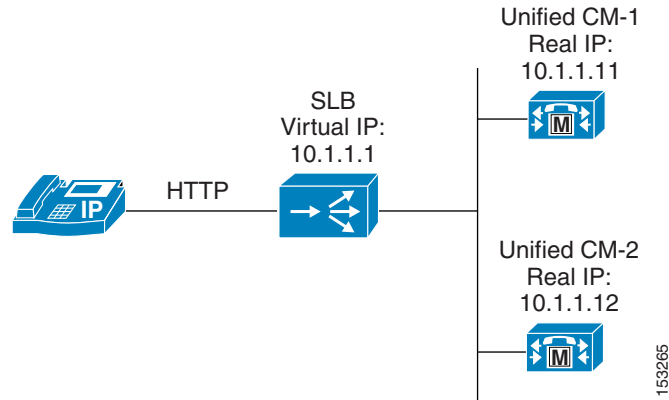 Unified CM-1
Real IP:
10.1.1.11
M
SLB
Virtual IP:
10.1.1.1
HTTP
IP
Unified CM-2
Real IP:
10.1.1.12
M
153265